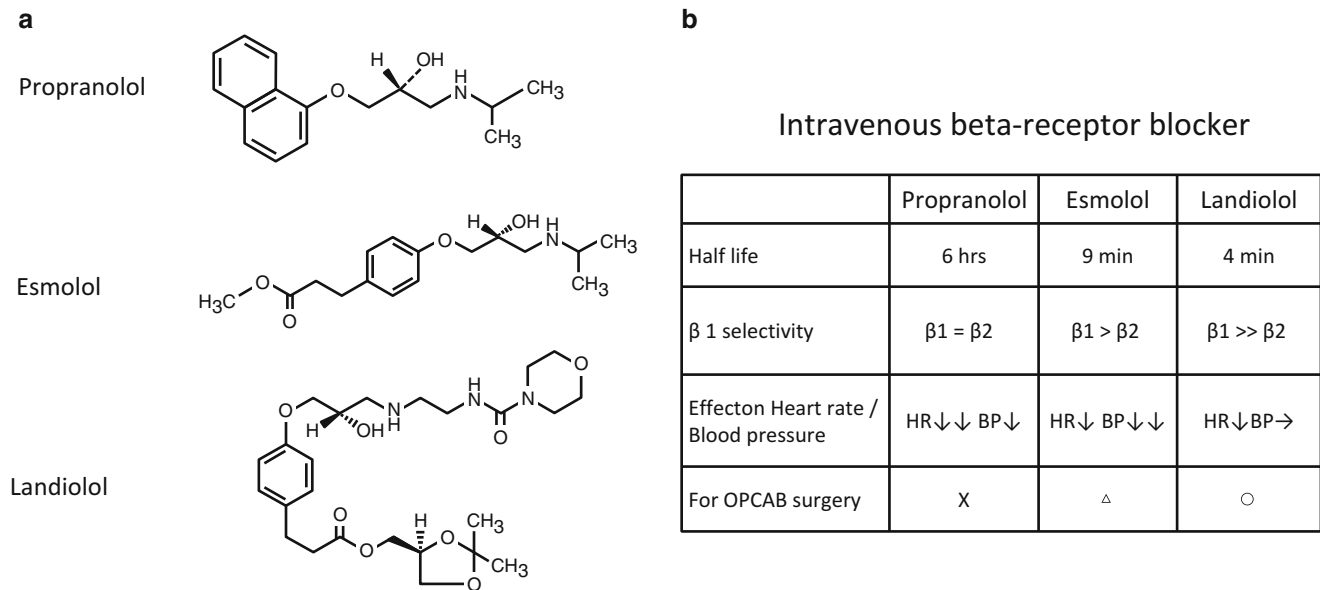 a
Propranolol
H
OH
O
H
N
CH3
CH3
Esmolol
H
OH
O
H
N
CH3
CH3
O
H3C
O
Landiolol
O
H
N
O
N
H
OH
N
H
O
O
O
H
O
O
CH3
CH3
b
Intravenous beta-receptor blocker
Propranolol Esmolol Landiolol
Half life 6 hrs 9 min 4 min
β 1 selectivity β1 = β2 β1 > β2 β1 >> β2
Effecton Heart rate /
Blood pressure HR↓↓ BP↓ HR↓ BP↓↓ HR↓BP→
For OPCAB surgery X △ ○